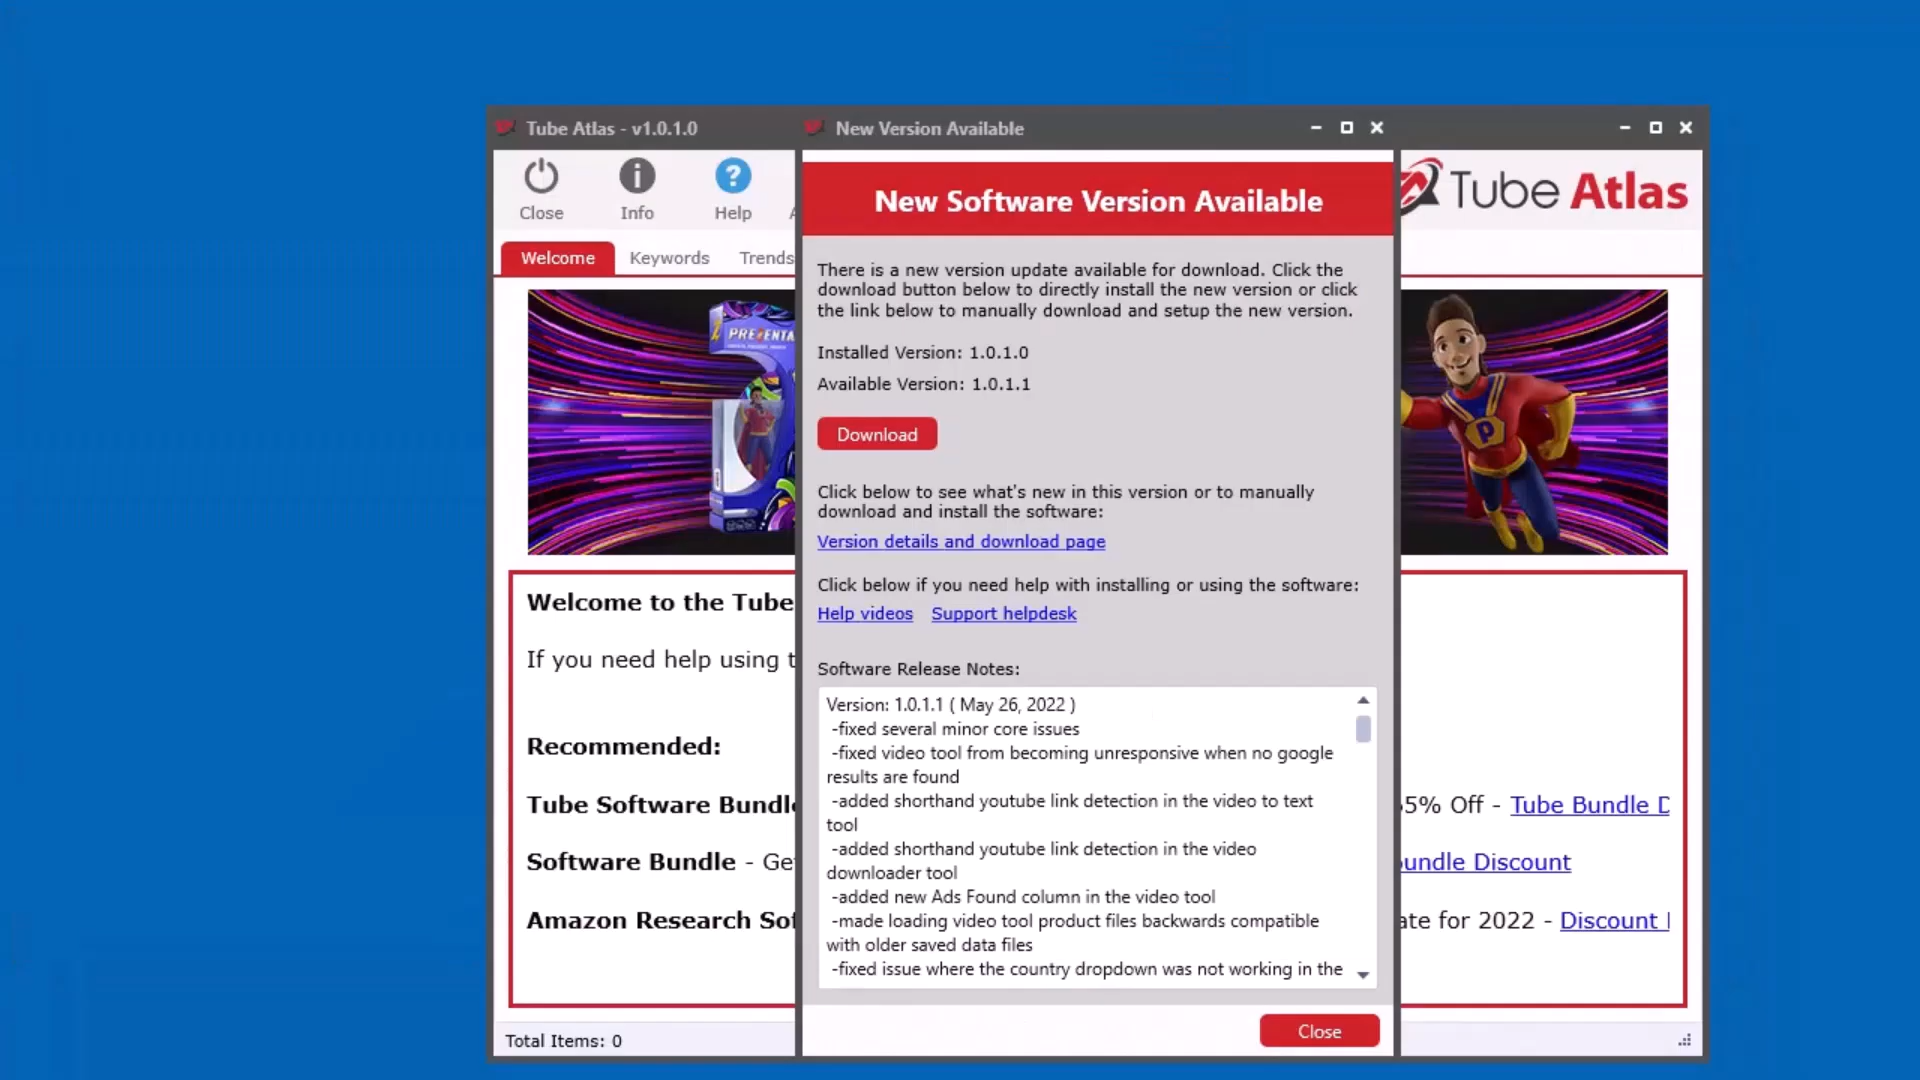 Tube Atlas - v1.0.1.0
New Version Available
Close
Info
Help
Tube Atlas
Welcome
Keywords
Trends
New Software Version Available
There is a new version update available for download. Click the
download button below to directly install the new version or click
the link below to manually download and setup the new version.
Installed Version: 1.0.1.0
Available Version: 1.0.1.1
Download
Click below to see what's new in this version or to manually
download and install the software:
Version details and download page
Click below if you need help with installing or using the software:
Help videos Support helpdesk
Software Release Notes:
Version: 1.0.1.1 ( May 26, 2022 )
-fixed several minor core issues
-fixed video tool from becoming unresponsive when no google
results are found
-added shorthand youtube link detection in the video to text
tool
-added shorthand youtube link detection in the video
downloader tool
-added new Ads Found column in the video tool
-made loading video tool product files backwards compatible
with older saved data files
-fixed issue where the country dropdown was not working in the
Close
PREZENTA
P
Welcome to the Tube
If you need help using t
Recommended:
Tube Software Bundl
5% Off - Tube Bundle D
Software Bundle - Ge
undle Discount
Amazon Research So
ate for 2022 - Discount
Total Items: 0